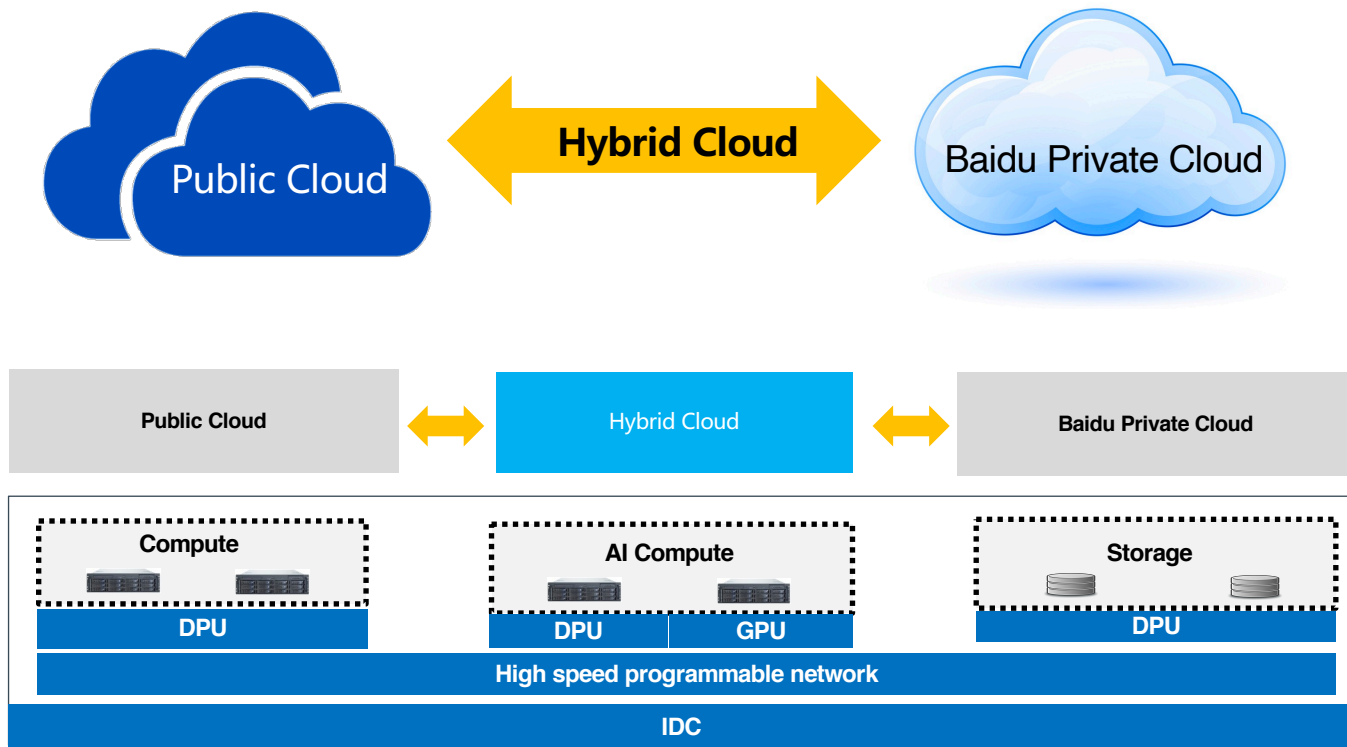 Public Cloud
Hybrid Cloud
Baidu Private Cloud
Public Cloud
Hybrid Cloud
Baidu Private Cloud
Compute
AI Compute
Storage
DPU
DPU
GPU
DPU
High speed programmable network
IDC